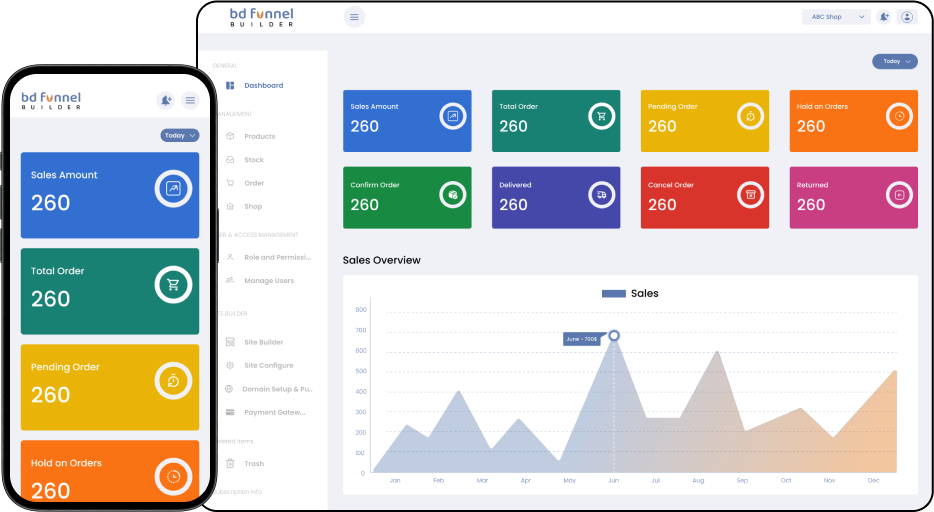 bd funnel
BUILDER
Today
Sales Amount
260
Total Order
260
Pending Order
260
Hold on Orders
260
bd funnel
BUILDER
ABC Shop
GENERAL
Dashboard
ANAGEMENT
Products
Stock
Order
Shop
ER & ACCESS MANAGEMENT
Role and Permissi...
Manage Users
TE BUILDER
Site Builder
Site Configure
Domain Setup & Pu..
Payment Gatew...
eleted Items
Trash
ubscription Info
Today
Sales Amount
260
Total Order
260
Pending Order
260
Hold on Orders
260
Confirm Order
260
Delivered
260
Cancel Order
260
Returned
260
Sales Overview
Sales
800
700
600
500
400
300
200
100
0
June - 700$
Jan Feb Mar Apr May Jun Jul Aug Sep Oct Nov Dec